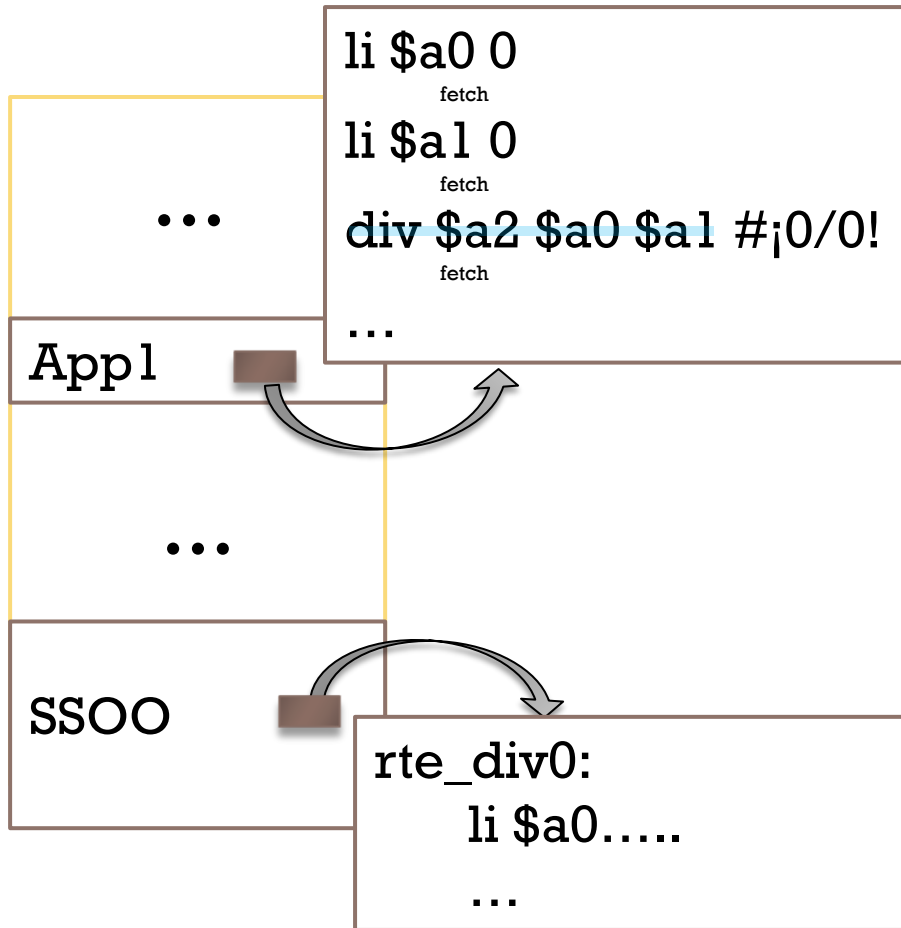 li $a0 0
fetch
li $a1 0
fetch
div $a2 $a0 $a1 #¡0/0!
fetch
…
...
App1
...
SSOO
rte_div0:
li $a0…..
…